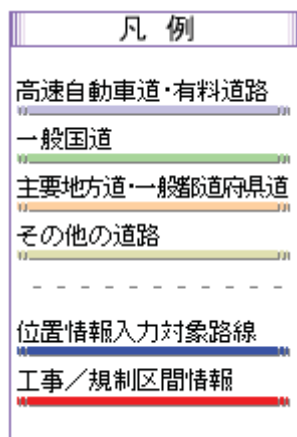 凡 例
高速自動車道・有料道路
一般国道
主要地方道・一般都道府県道
その他の道路
位置情報入力対象路線
工事／規制区間情報